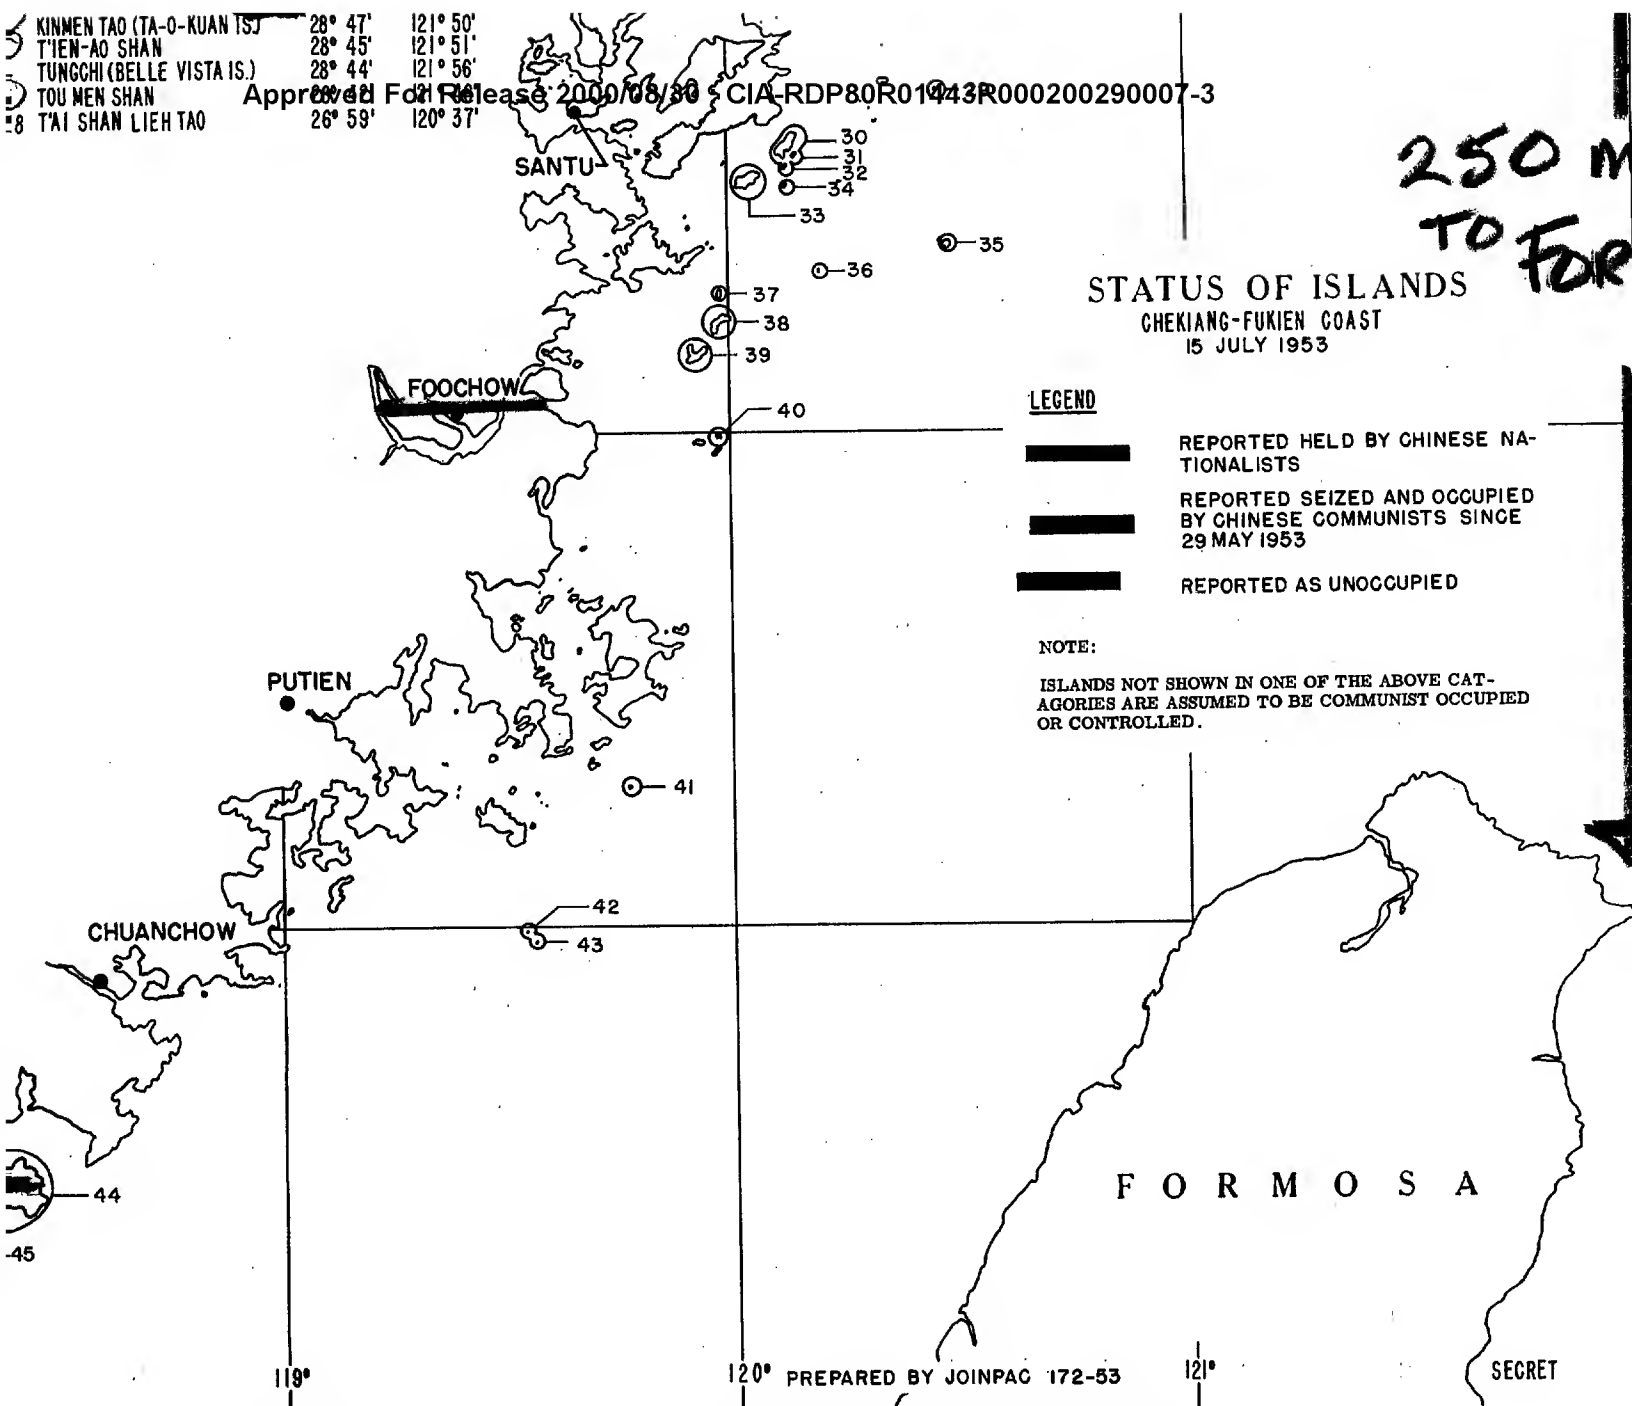 KINMEN TAO (TA-O-KUAN IS.) 28° 47' 121° 50'
T'IEN-AO SHAN 28° 45' 121° 51'
TUNGCHI (BELLE VISTA IS.) 28° 44' 121° 56'
TOU MEN SHAN
Approved For Release 2000/08/30 : CIA-RDP80R01443R000200290007-3
8 T'AI SHAN LIEH TAO 26° 59' 120° 37'
250
TO
FOR
SANTU
30
31
32
34
33
35
36
37
38
39
STATUS OF ISLANDS
CHEKIANG-FUKIEN COAST
15 JULY 1953
FOOCHOW
40
LEGEND
REPORTED HELD BY CHINESE NA-
TIONALISTS
REPORTED SEIZED AND OCCUPIED
BY CHINESE COMMUNISTS SINCE
29 MAY 1953
REPORTED AS UNOCCUPIED
NOTE:
ISLANDS NOT SHOWN IN ONE OF THE ABOVE CAT-
AGORIES ARE ASSUMED TO BE COMMUNIST OCCUPIED
OR CONTROLLED.
PUTIEN
41
42
43
CHUANCHOW
44
-45
FORMOSA
119°
120°
PREPARED BY JOINPAC 172-53
121°
SECRET